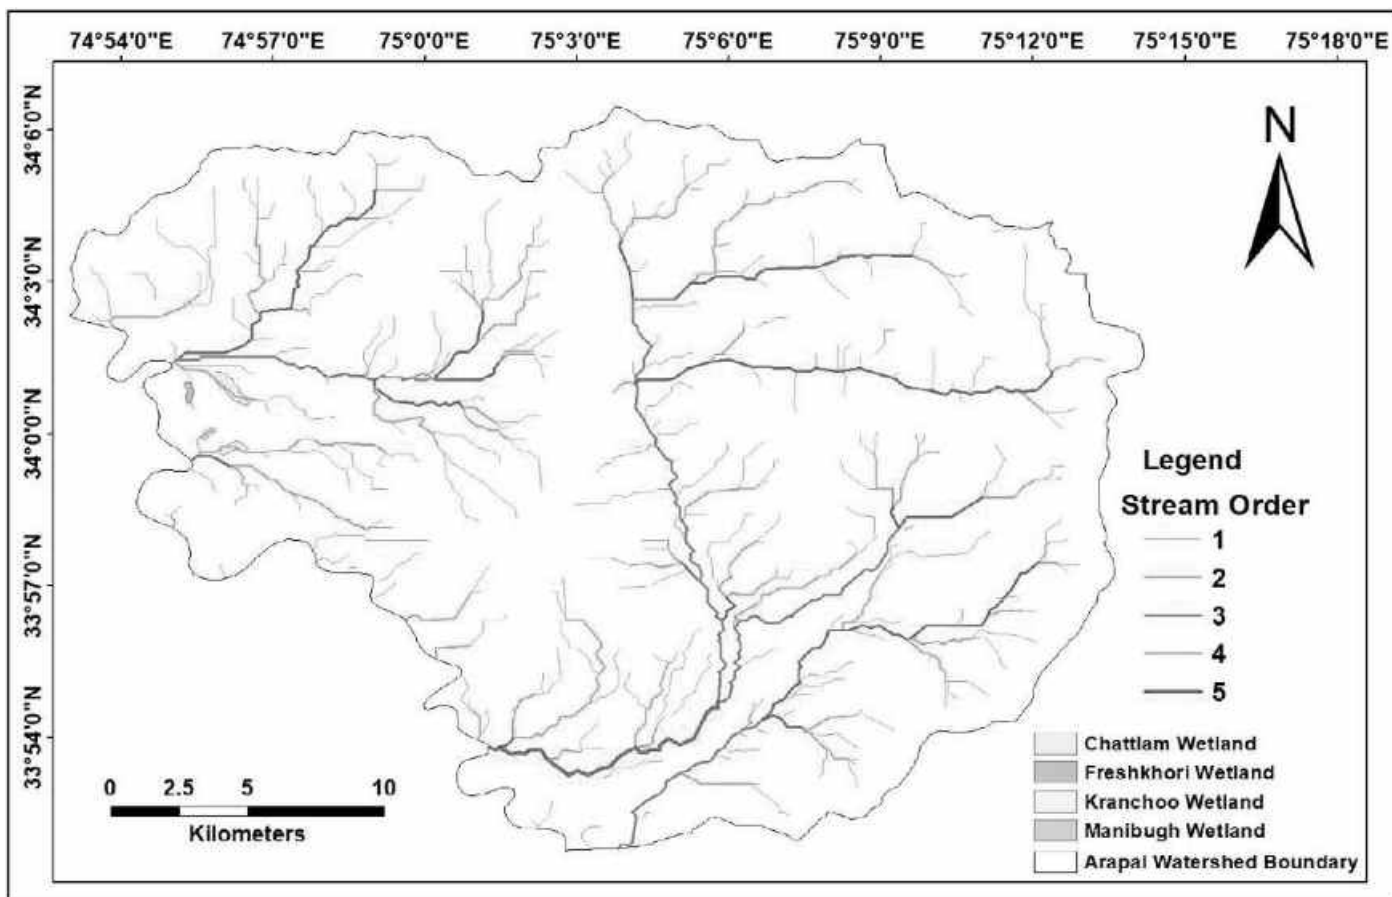 74°54'0"E 74°57'0"E 75°0'0"E 75°3'0"E 75°6'0"E 75°9'0"E 75°12'0"E 75°15'0"E 75°18'0"E
34°6'0"N
34°3'0"N
34°0'0"N
33°57'0"N
33°54'0"N
N
Legend
Stream Order
1
2
3
4
5
Chattlam Wetland
Freshkhori Wetland
Kranchoo Wetland
Manibugh Wetland
Arapal Watershed Boundary
0 2.5 5 10
Kilometers